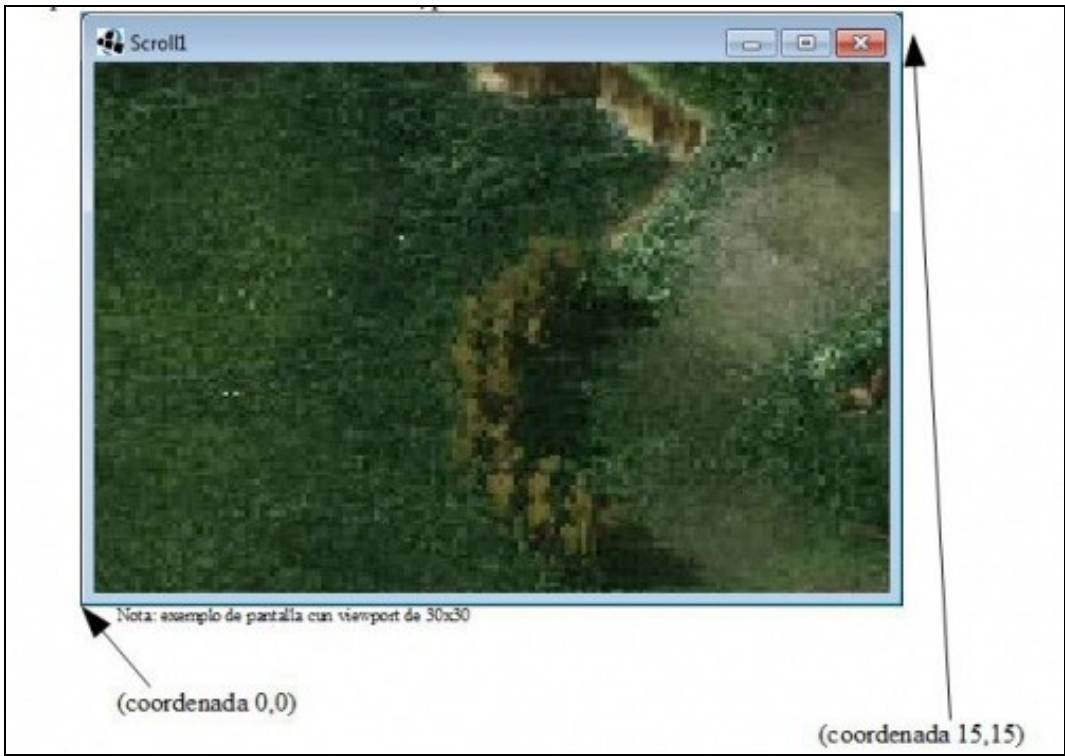 Scroll1
Nota: exemplo de pantalla cun viewport de 30x30
(coordenada 0,0)
(coordenada 15,15)